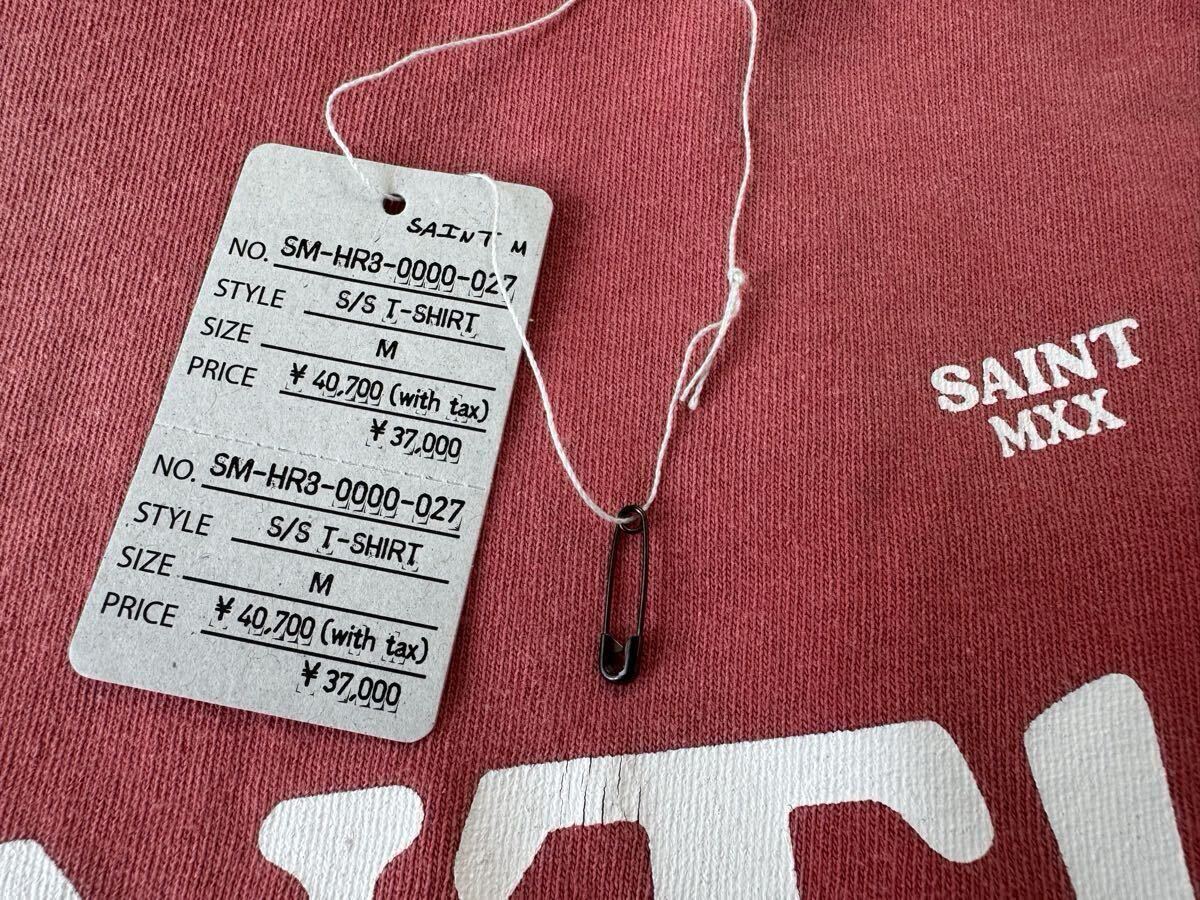 SAINT M
NO. SM-HR3-0000-027
STYLE S/S T-SHIRT
SIZE M
PRICE ¥ 40,700 (with tax)
¥ 37,000
NO. SM-HR3-0000-027
STYLE S/S T-SHIRT
SIZE M
PRICE ¥ 40,700 (with tax)
¥ 37,000
SAINT
MXX